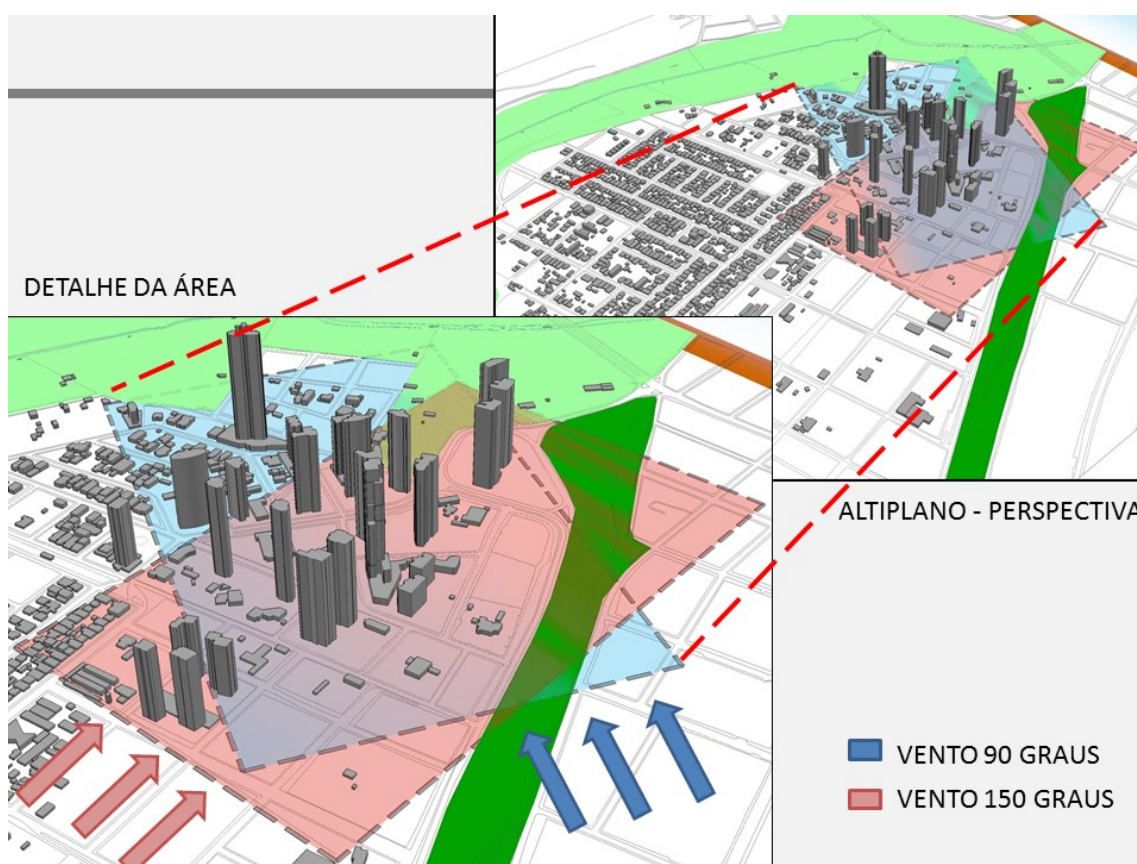 DETALHE DA ÁREA
ALTIPLANO - PERSPECTIVA
VENTO 90 GRAUS
VENTO 150 GRAUS